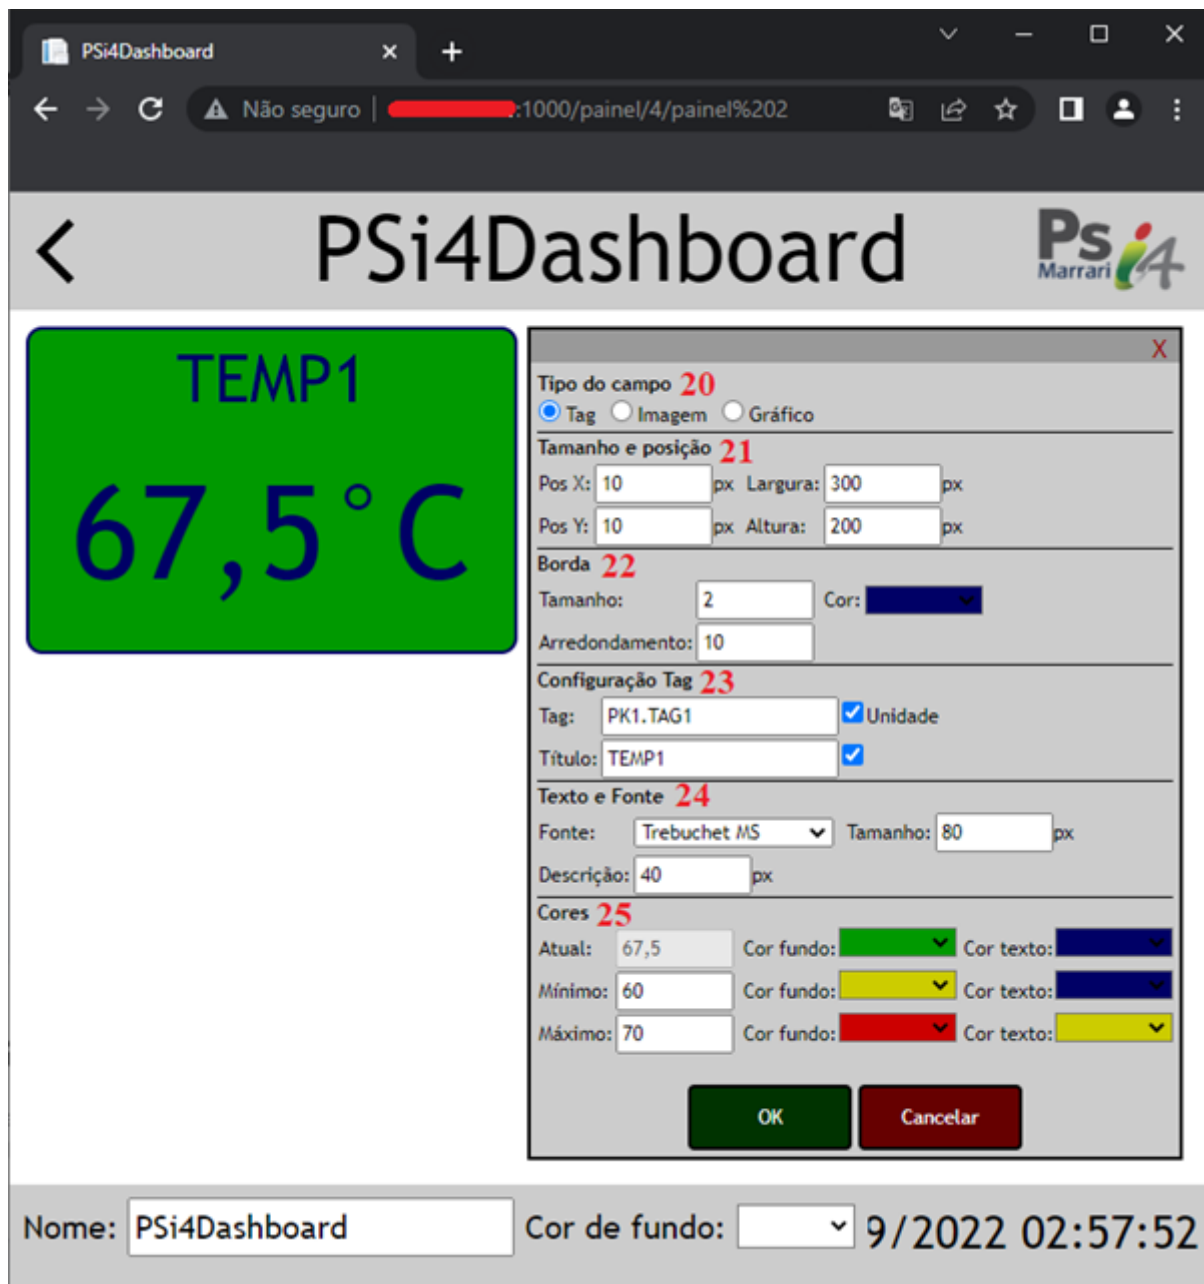 PSi4Dashboard
Não seguro | :1000/painel/4/painel%202
PSi4Dashboard
Ps i4
Marrari
TEMP1
67,5°C
X
Tipo do campo 20
Tag Imagem Gráfico
Tamanho e posição 21
Pos X: 10 px Largura: 300 px
Pos Y: 10 px Altura: 200 px
Borda 22
Tamanho: 2 Cor:
Arredondamento: 10
Configuração Tag 23
Tag: PK1.TAG1 Unidade
Título: TEMP1
Texto e Fonte 24
Fonte: Trebuchet MS Tamanho: 80 px
Descrição: 40 px
Cores 25
Atual: 67,5 Cor fundo: Cor texto:
Mínimo: 60 Cor fundo: Cor texto:
Máximo: 70 Cor fundo: Cor texto:
OK Cancelar
Nome: PSi4Dashboard Cor de fundo: 9/2022 02:57:52